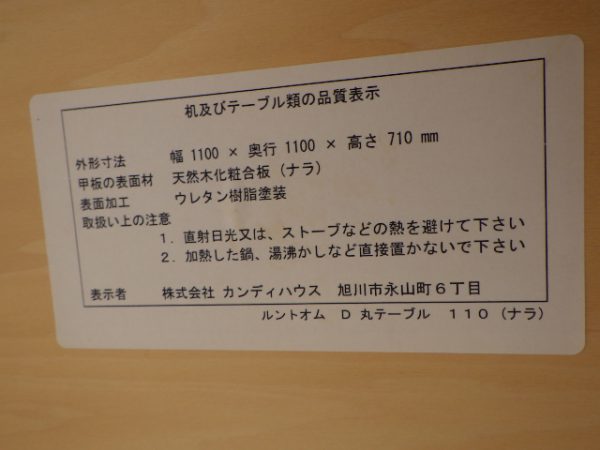 机及びテーブル類の品質表示
外形寸法 幅 1100 × 奥行 1100 × 高さ 710 mm
甲板の表面材 天然木化粧合板(ナラ)
表面加工 ウレタン樹脂塗装
取扱い上の注意
1. 直射日光又は、ストーブなどの熱を避けて下さい
2. 加熱した鍋、湯沸かしなど直接置かないで下さい
表示者 株式会社 カンディハウス 旭川市永山町6丁目
ルントオム D 丸テーブル 110(ナラ)